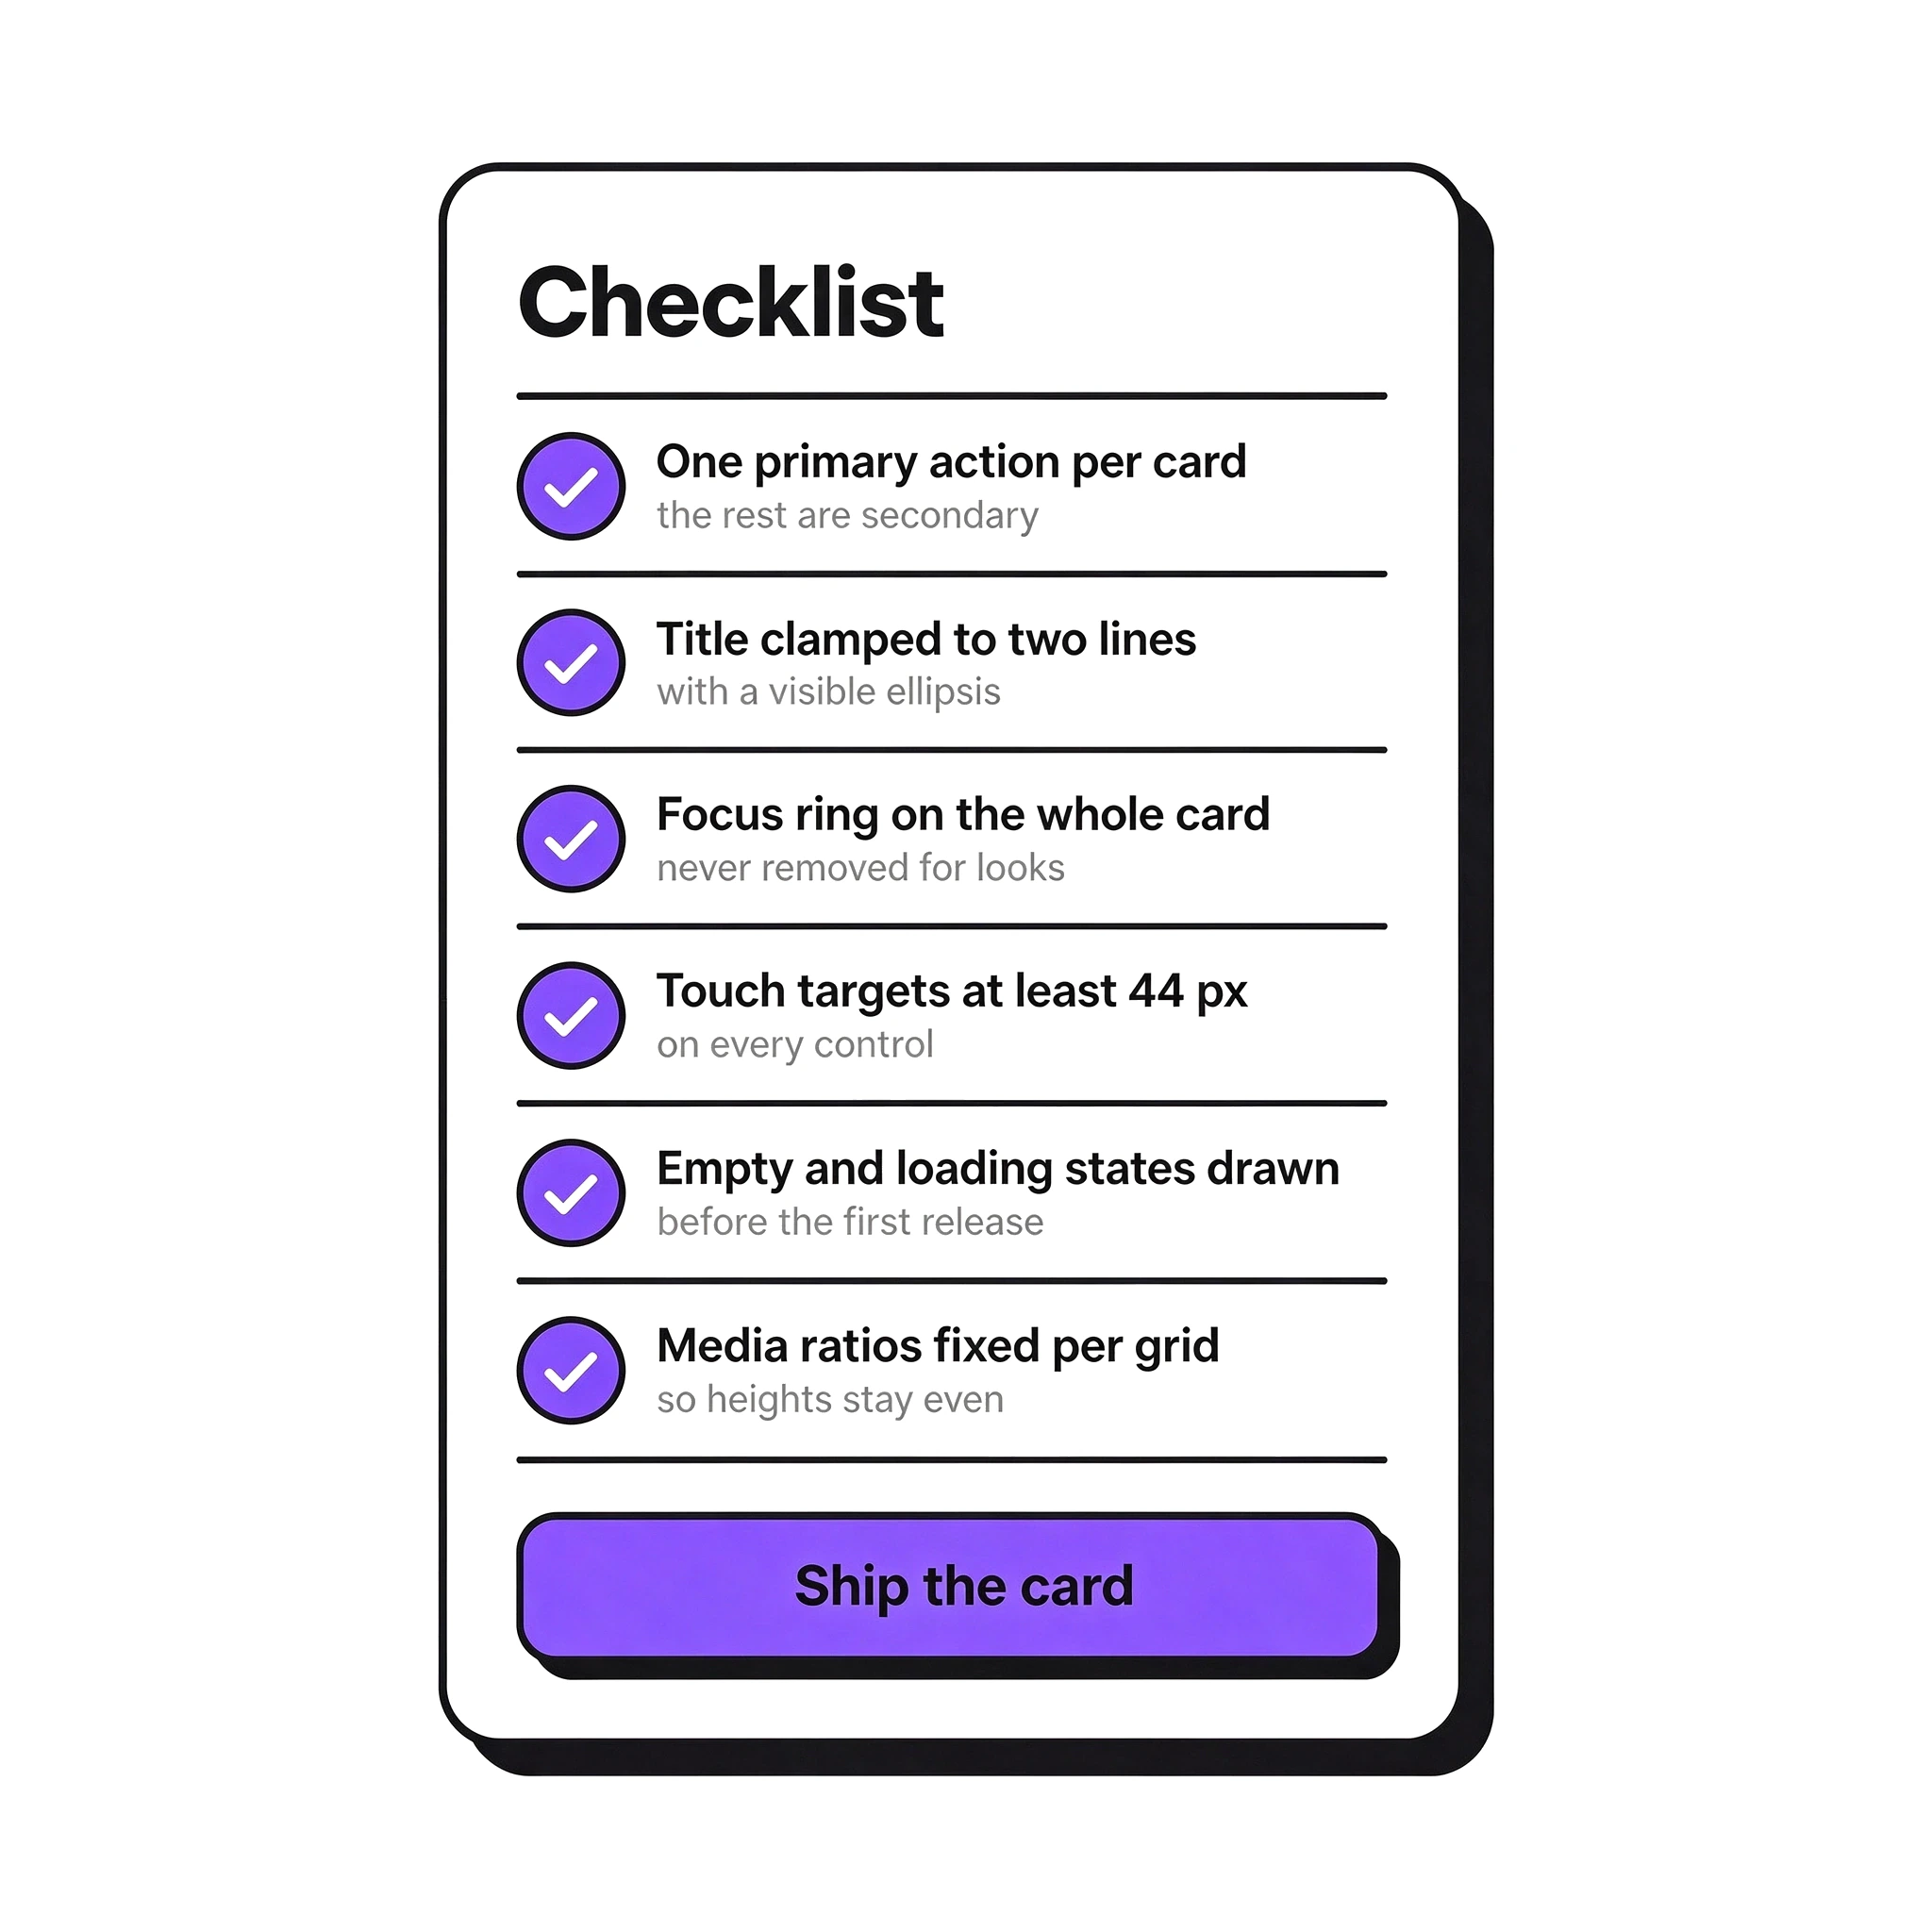 Checklist
One primary action per card
the rest are secondary
Title clamped to two lines
with a visible ellipsis
Focus ring on the whole card
never removed for looks
Touch targets at least 44 px
on every control
Empty and loading states drawn
before the first release
Media ratios fixed per grid
so heights stay even
Ship the card